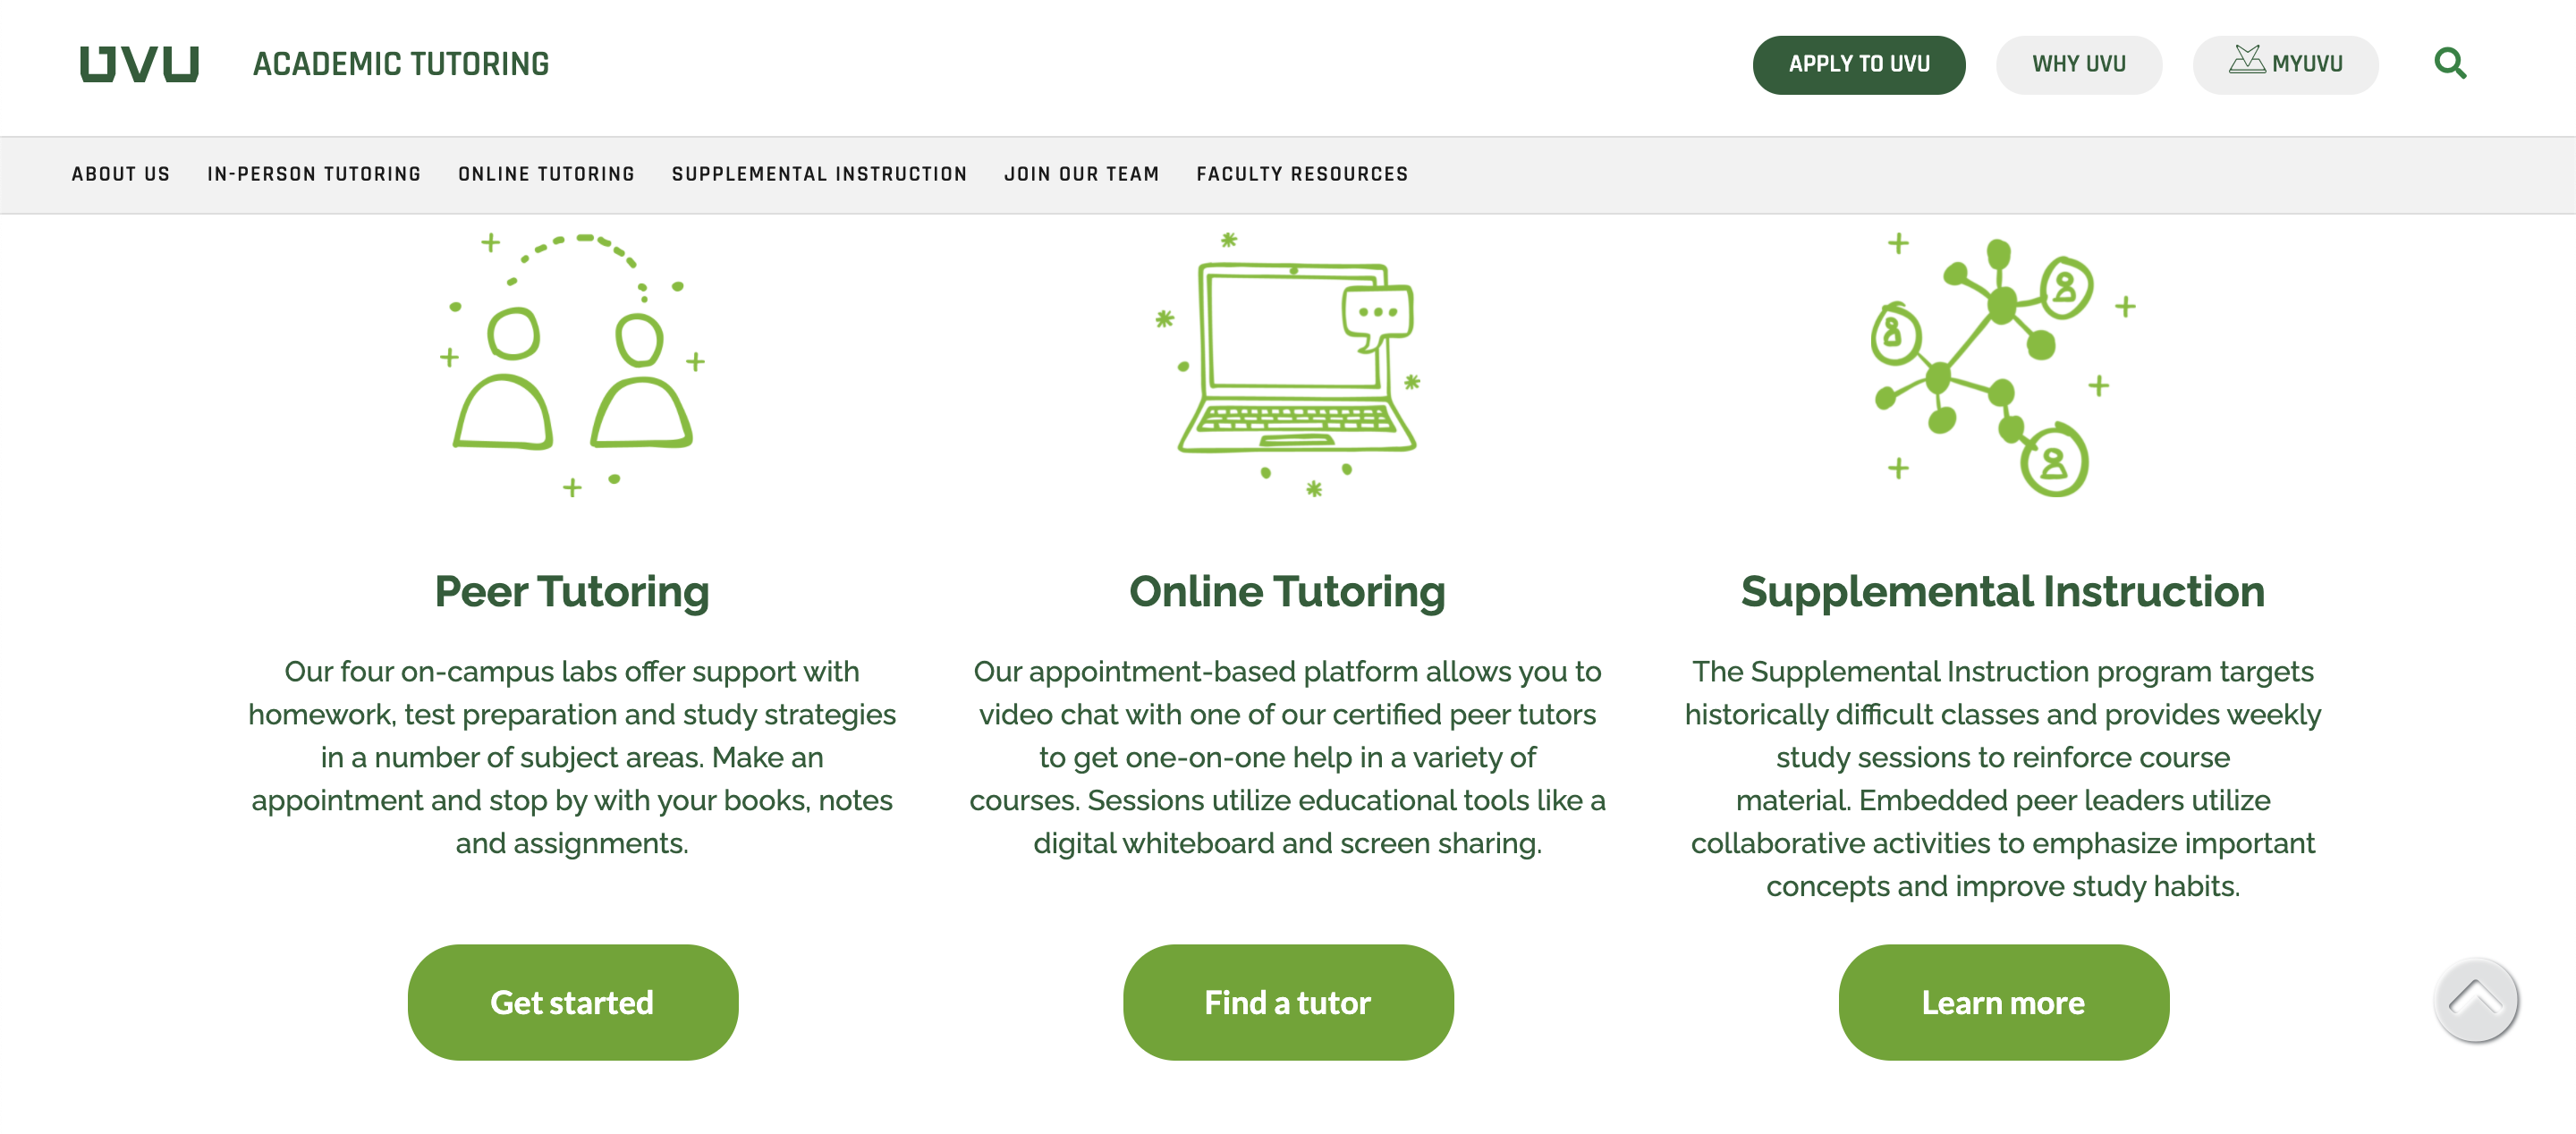 UVU ACADEMIC TUTORING APPLY TO UVU WHY UVU MYUVU
ABOUT US IN-PERSON TUTORING ONLINE TUTORING SUPPLEMENTAL INSTRUCTION JOIN OUR TEAM FACULTY RESOURCES
Peer Tutoring
Our four on-campus labs offer support with
homework, test preparation and study strategies
in a number of subject areas. Make an
appointment and stop by with your books, notes
and assignments.
Get started
Online Tutoring
Our appointment-based platform allows you to
video chat with one of our certified peer tutors
to get one-on-one help in a variety of
courses. Sessions utilize educational tools like a
digital whiteboard and screen sharing.
Find a tutor
Supplemental Instruction
The Supplemental Instruction program targets
historically difficult classes and provides weekly
study sessions to reinforce course
material. Embedded peer leaders utilize
collaborative activities to emphasize important
concepts and improve study habits.
Learn more